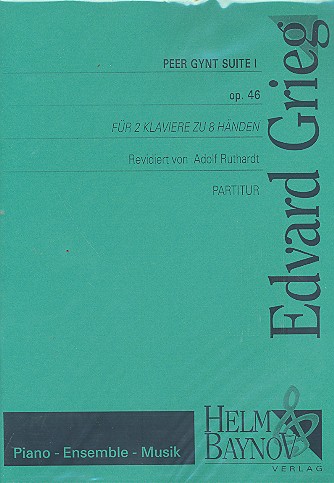 PEER GYNT SUITE I
op. 46
FÜR 2 KLAVIERE ZU 8 HÄNDEN
Revidiert von Adolf Ruthardt
PARTITUR
Edvard Grieg
Piano - Ensemble - Musik
HELM
BAYNOV
VERLAG